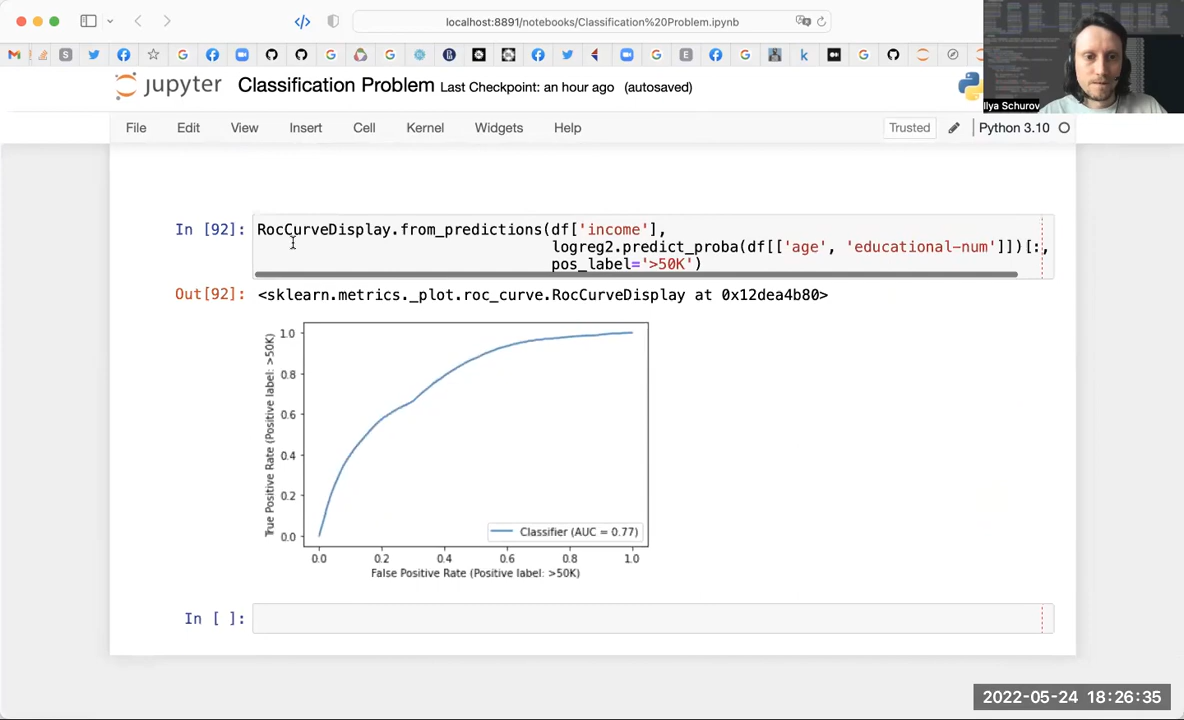 localhost:8891/notebooks/Classification%20Problem.ipynb
jupyter Classification Problem Last Checkpoint: an hour ago (autosaved)
Ilya Schurov
File Edit View Insert Cell Kernel Widgets Help Trusted Python 3.10
In [92]: RocCurveDisplay.from_predictions(df['income'],
logreg2.predict_proba(df[['age', 'educational-num']])[:,
pos_label='>50K')
Out[92]: <sklearn.metrics._plot.roc_curve.RocCurveDisplay at 0x12dea4b80>
True Positive Rate (Positive label: >50K)
1.0
0.8
0.6
0.4
0.2
0.0
Classifier (AUC = 0.77)
0.0 0.2 0.4 0.6 0.8 1.0
False Positive Rate (Positive label: >50K)
In [ ]:
2022-05-24 18:26:35